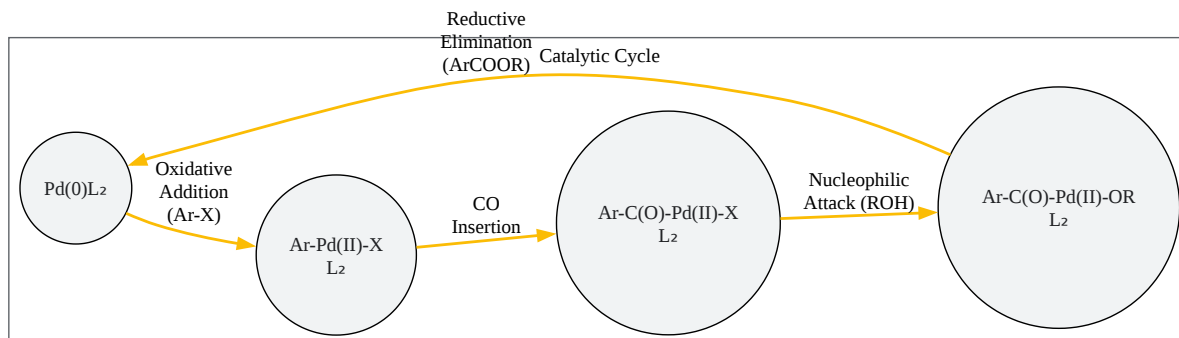 Reductive
Elimination
(ArCOOR)
Catalytic Cycle
Pd(0)L₂
Oxidative
Addition
(Ar-X)
Ar-Pd(II)-X
L₂
CO
Insertion
Ar-C(O)-Pd(II)-X
L₂
Nucleophilic
Attack (ROH)
Ar-C(O)-Pd(II)-OR
L₂